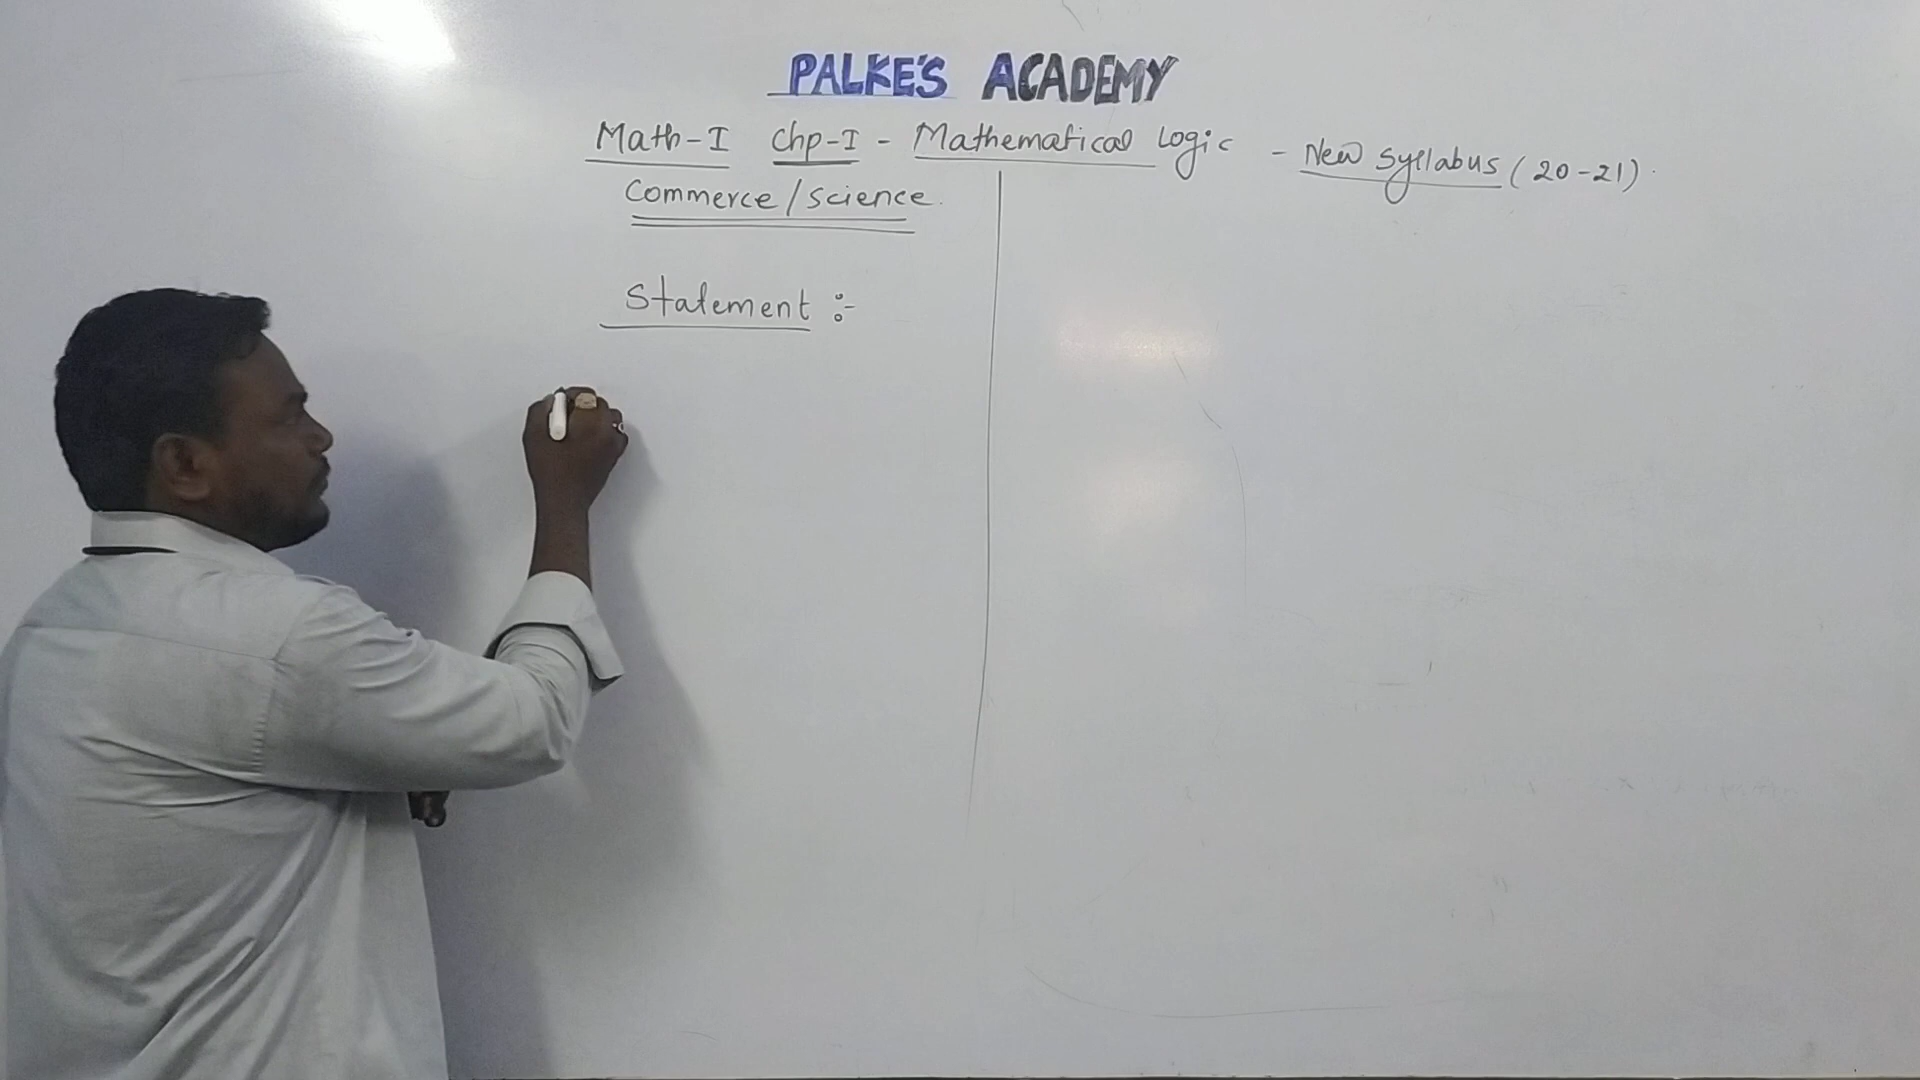 PALKE'S ACADEMY
Math-I Chp-I - Mathematical Logic - New Syllabus (20-21).
Commerce/science.
Statement :-